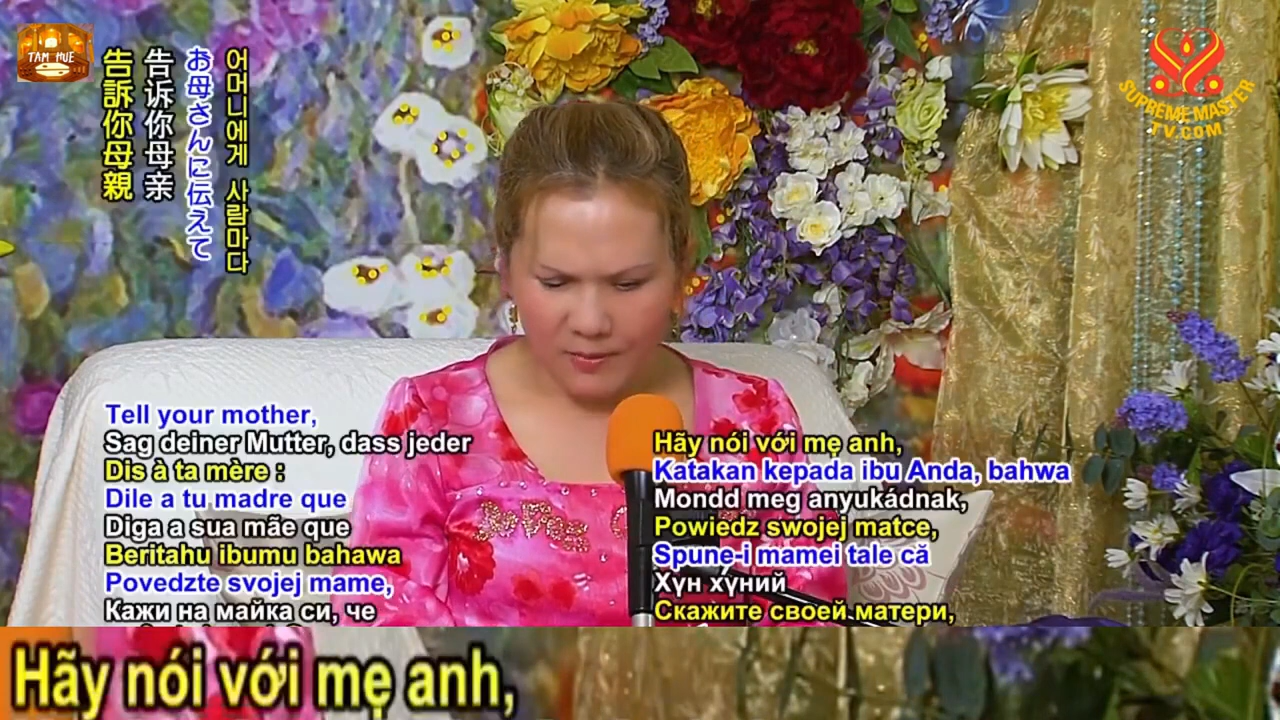 TAM HUE
SUPREME MASTER
TV.COM
告訴你母親
告诉你母亲
お母さんに伝えて
어머니에게 사람마다
Tell your mother,
Sag deiner Mutter, dass jeder
Dis à ta mère :
Dile a tu madre que
Diga a sua mãe que
Beritahu ibumu bahawa
Povedzte svojej mame,
Кажи на майка си, че
Hãy nói với mẹ anh,
Katakan kepada ibu Anda, bahwa
Mondd meg anyukádnak,
Powiedz swojej matce,
Spune-i mamei tale că
Хүн хүний
Скажите своей матери,
Hãy nói với mẹ anh,